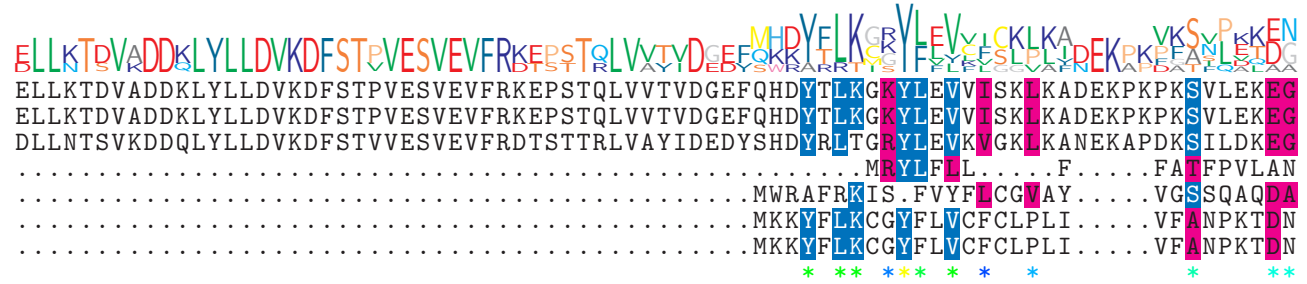 ELLKTDVADDKLYLLDVKDFSTPVESVEVFRKEPSTQLVVTVDGEFQHDYTLKGKYLEVVISKLKADEKPKPKSVLEKEG
ELLKTDVADDKLYLLDVKDFSTPVESVEVFRKEPSTQLVVTVDGEFQHDYTLKGKYLEVVISKLKADEKPKPKSVLEKEG
DLLNTSVKDDQLYLLDVKDFSTVVESVEVFRDTSTTRLVAYIDEDYSHDYRLTGRYLEVKVGKLKANEKAPDKSILDKEG
.....................................................MRYLFLL.....F.....FATFPVLAN
..............................................MWRAFRKIS.FVYFLCGVAY.....VGSSQAQDA
..............................................MKKYFLKCGYFLVCFCLPLI.....VFANPKTDN
..............................................MKKYFLKCGYFLVCFCLPLI.....VFANPKTDN
* ** *** * * * * **